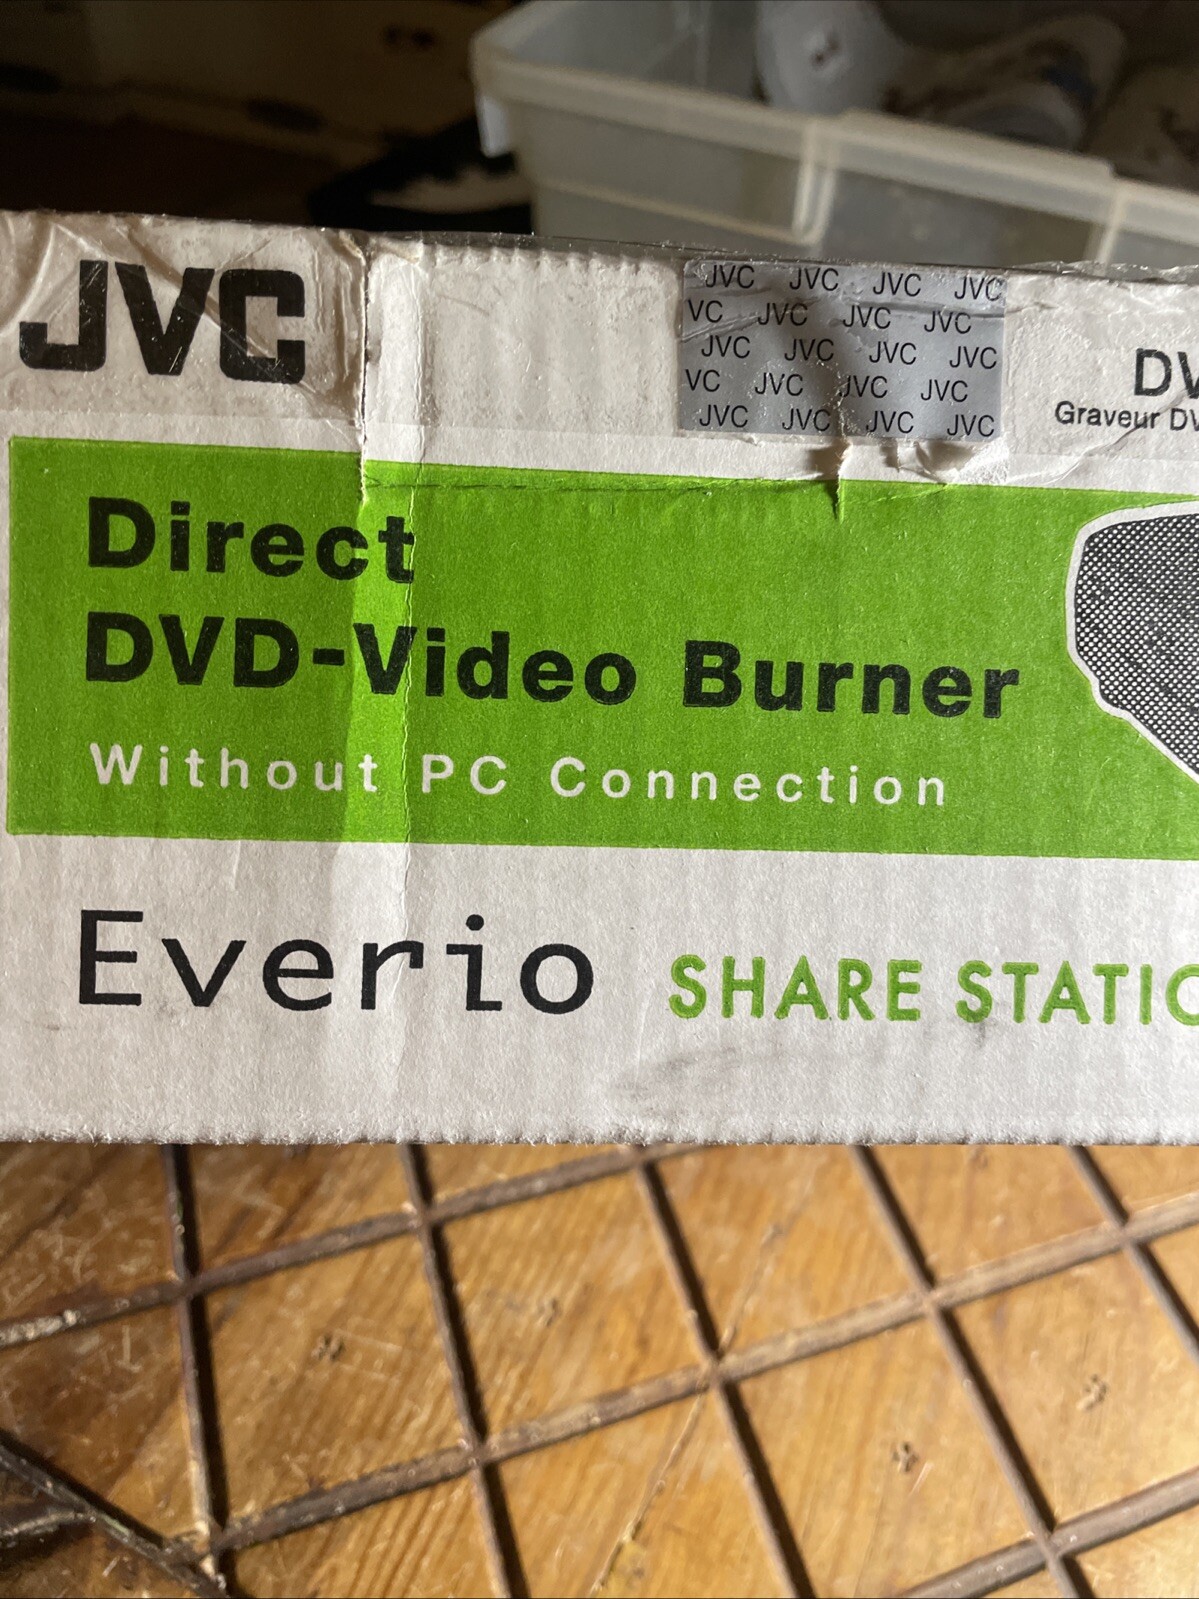 JVC
JVC JVC JVC JVC
VC JVC JVC JVC
JVC JVC JVC JVC
VC JVC JVC JVC
JVC JVC JVC JVC
DV
Graveur DV
Direct
DVD-Video Burner
Without PC Connection
Everio SHARE STATIO